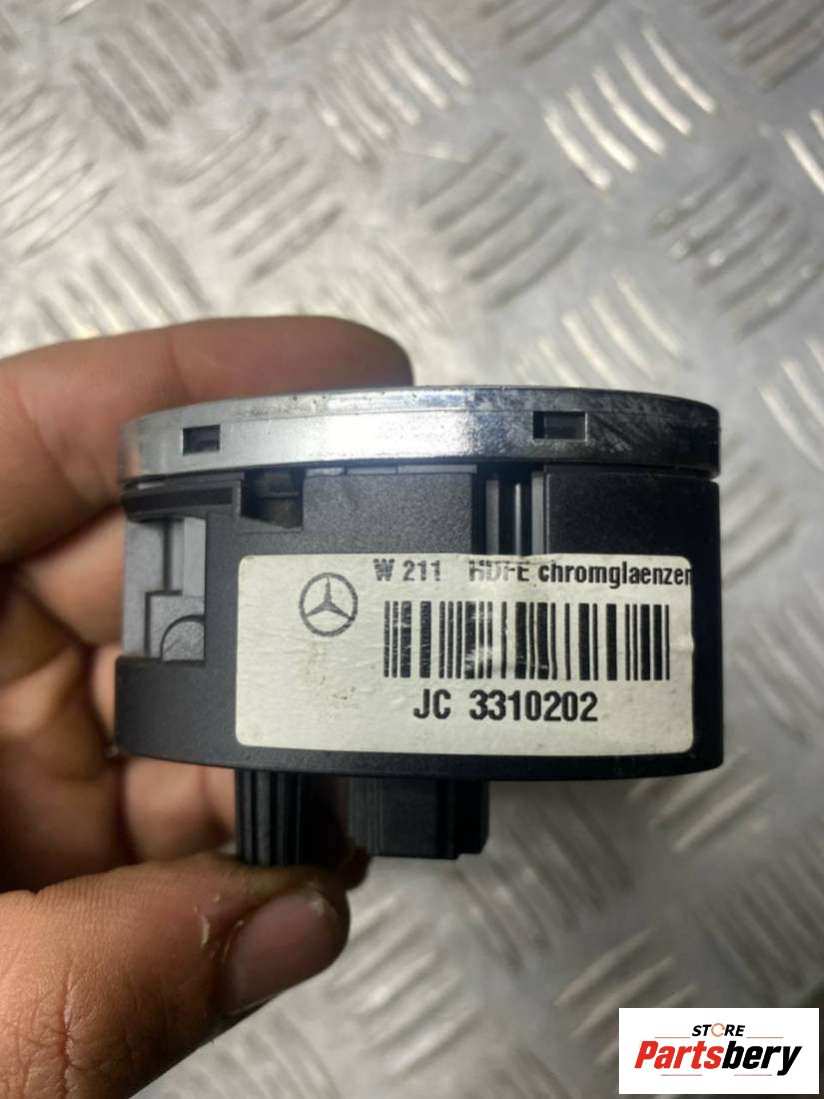 W 211 HDFE chromglaenzen
JC 3310202
STORE
Partsbery